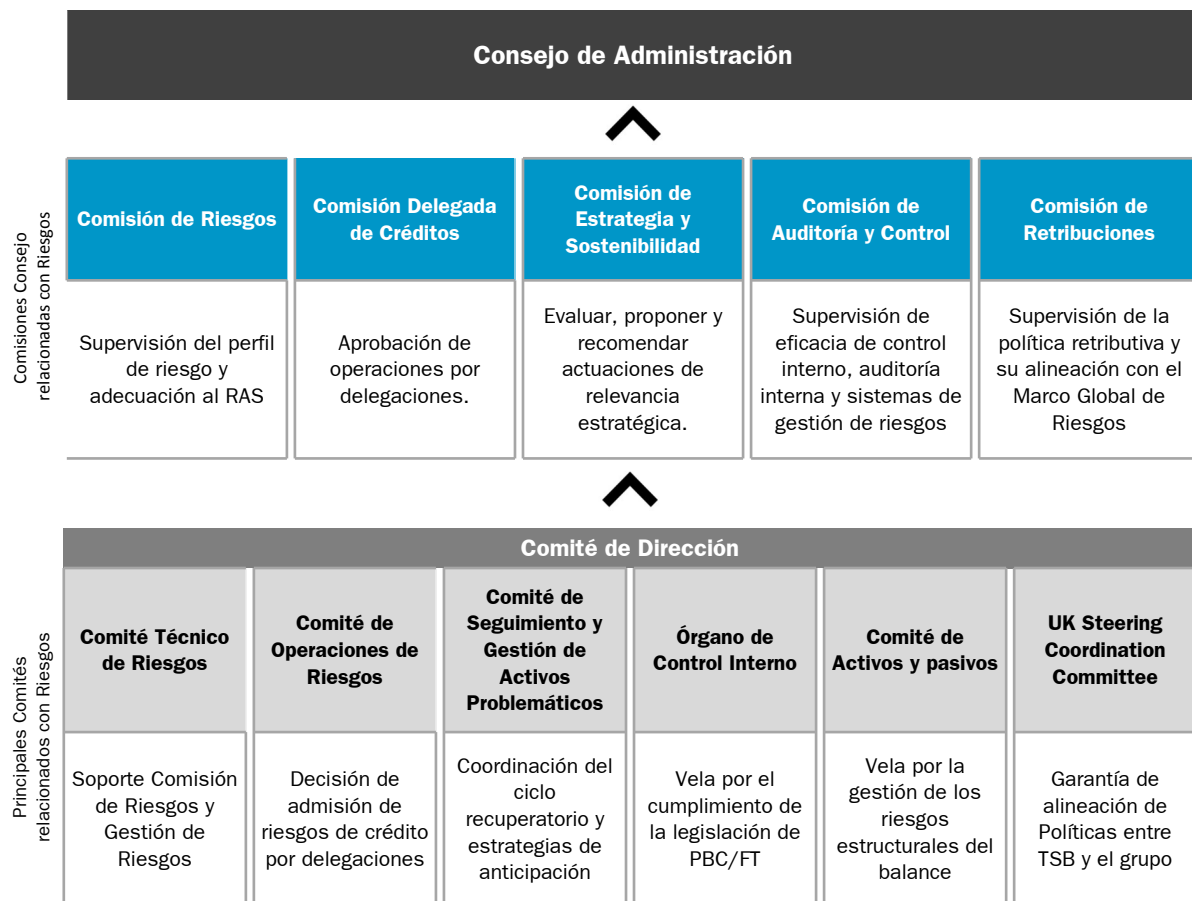 Consejo de Administración
Comisiones Consejo
relacionadas con Riesgos
Comisión de Riesgos
Supervisión del perfil
de riesgo y
adecuación al RAS
Comisión Delegada
de Créditos
Aprobación de
operaciones por
delegaciones.
Comisión de
Estrategia y
Sostenibilidad
Evaluar, proponer y
recomendar
actuaciones de
relevancia
estratégica.
Comisión de
Auditoría y Control
Supervisión de
eficacia de control
interno, auditoría
interna y sistemas de
gestión de riesgos
Comisión de
Retribuciones
Supervisión de la
política retributiva y
su alineación con el
Marco Global de
Riesgos
Comité de Dirección
Principales Comités
relacionados con Riesgos
Comité Técnico
de Riesgos
Soporte Comisión
de Riesgos y
Gestión de
Riesgos
Comité de
Operaciones de
Riesgos
Decisión de
admisión de
riesgos de crédito
por delegaciones
Comité de
Seguimiento y
Gestión de
Activos
Problemáticos
Coordinación del
ciclo
recuperatorio y
estrategias de
anticipación
Órgano de
Control Interno
Vela por el
cumplimiento de
la legislación de
PBC/FT
Comité de
Activos y pasivos
Vela por la
gestión de los
riesgos
estructurales del
balance
UK Steering
Coordination
Committee
Garantía de
alineación de
Políticas entre
TSB y el grupo